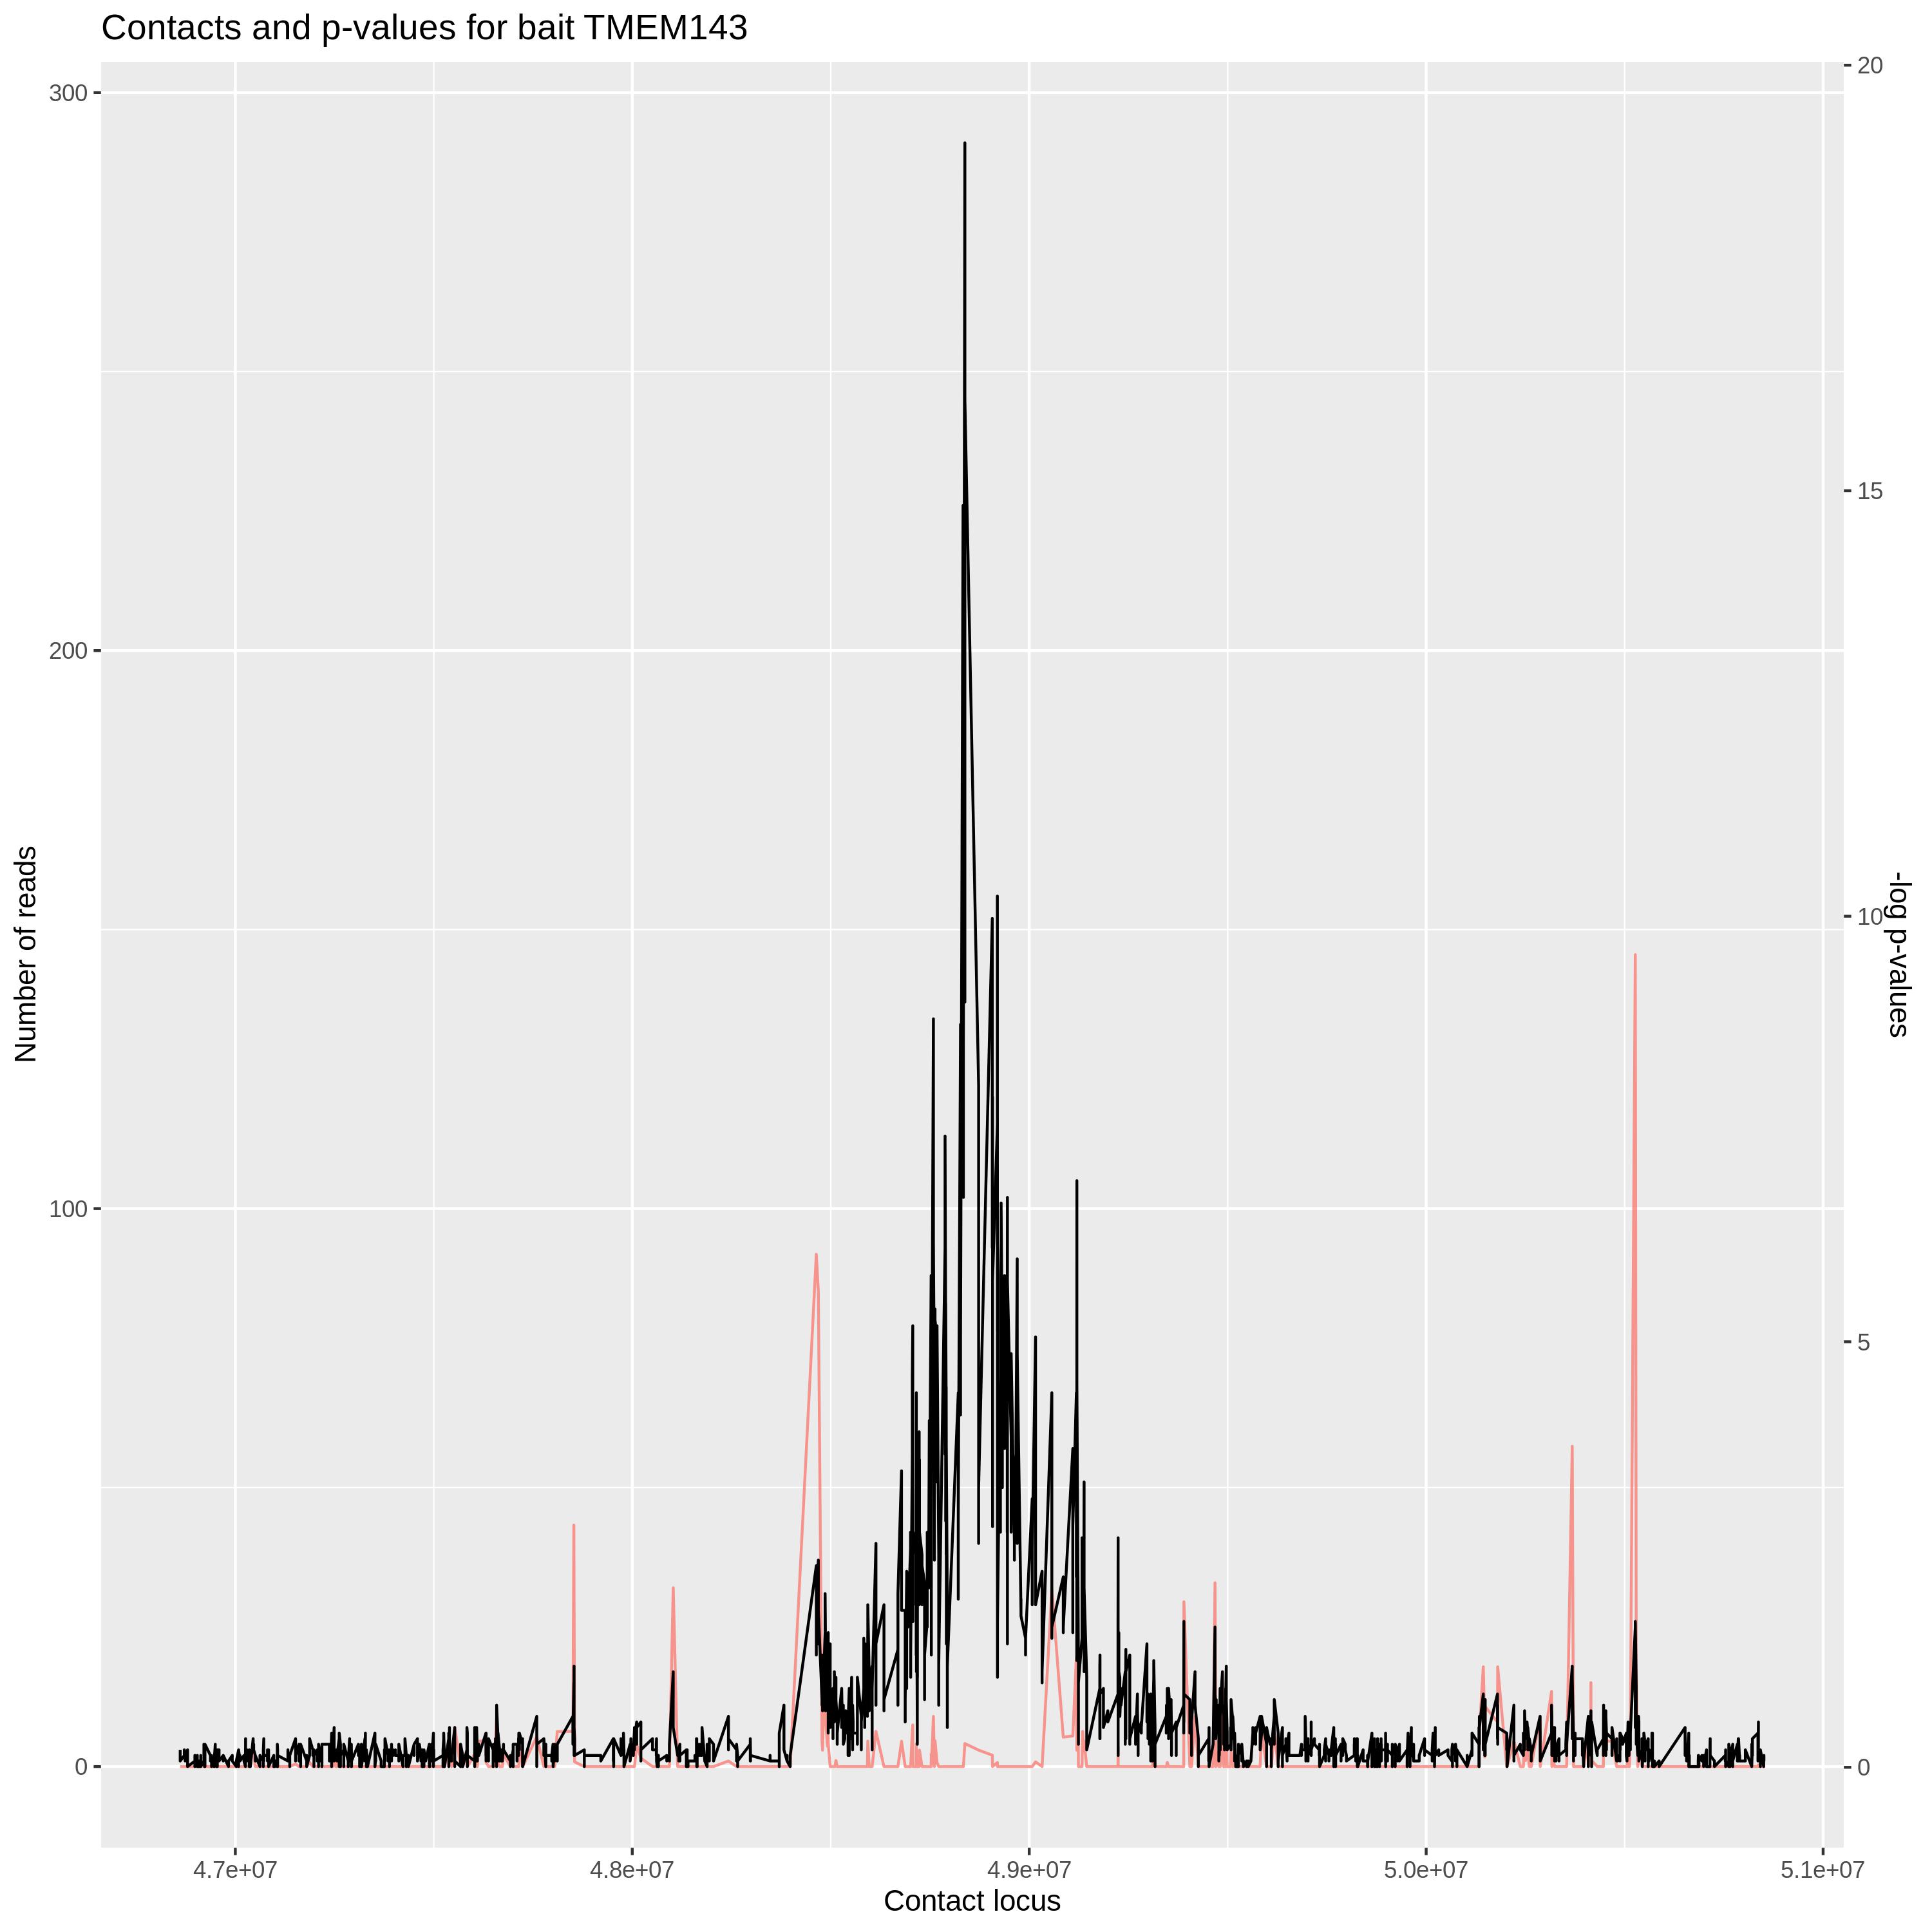 Contacts and p-values for bait TMEM143
300
200
100
0
Number of reads
20
15
10
5
0
-log p-values
4.7e+07
4.8e+07
4.9e+07
5.0e+07
5.1e+07
Contact locus